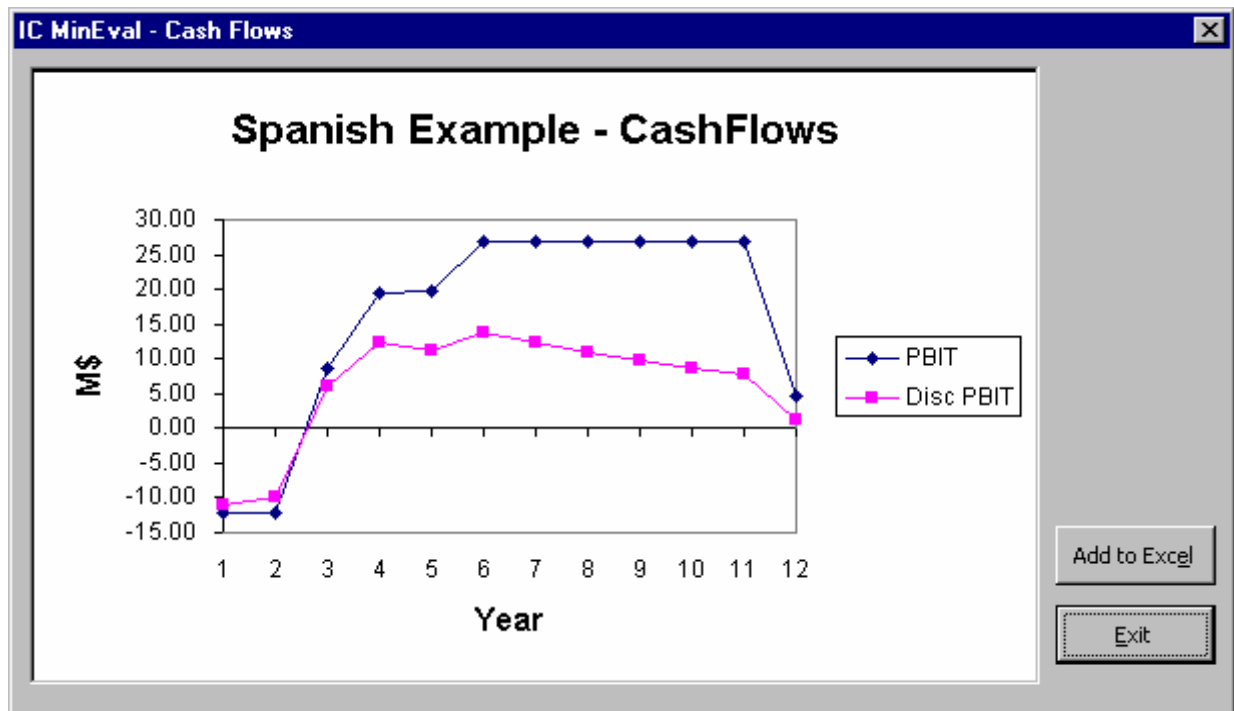 IC MinEval - Cash Flows
Spanish Example - CashFlows
30.00
25.00
20.00
15.00
10.00
5.00
0.00
-5.00
-10.00
-15.00
M$
1 2 3 4 5 6 7 8 9 10 11 12
Year
PBIT
Disc PBIT
Add to Excel
Exit